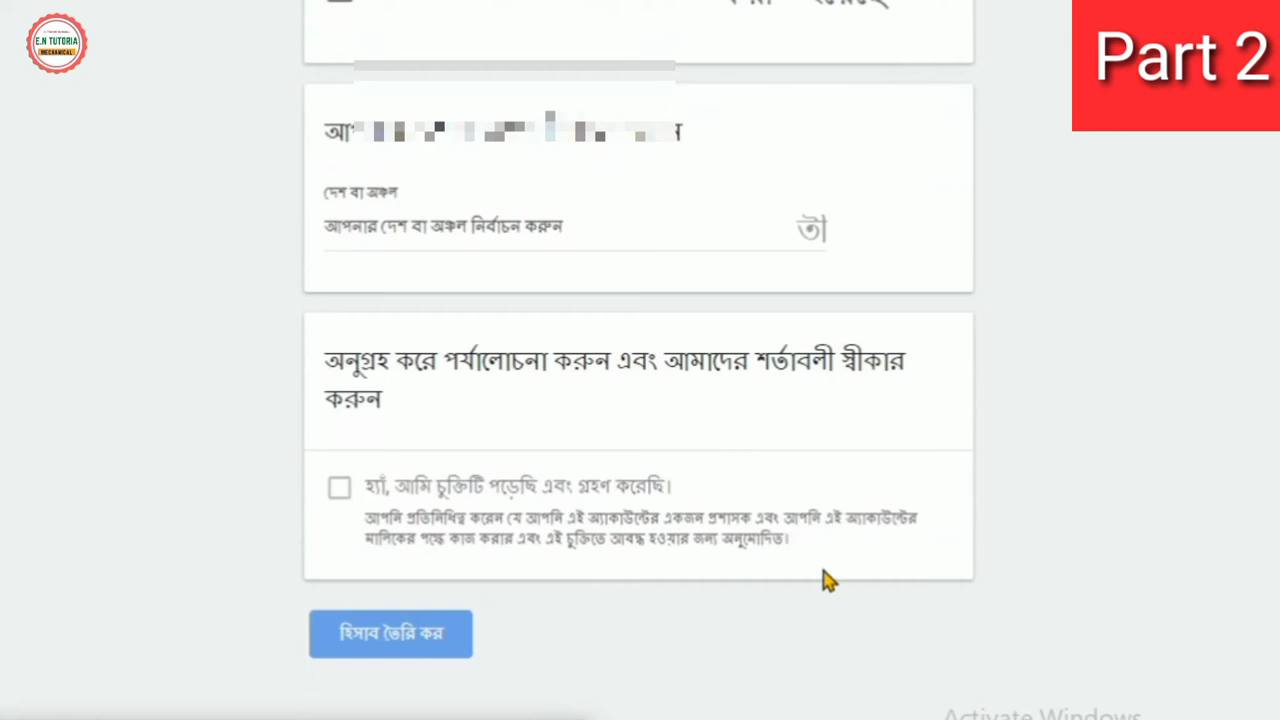 E.N TUTORIA
MECHANICAL
Part 2
দেশ বা অঞ্চল
আপনার দেশ বা অঞ্চল নির্বাচন করুন
তা
অনুগ্রহ করে পর্যালোচনা করুন এবং আমাদের শর্তাবলী স্বীকার
করুন
হ্যাঁ, আমি চুক্তিটি পড়েছি এবং গ্রহণ করেছি।
আপনি প্রতিনিধিত্ব করেন যে আপনি এই অ্যাকাউন্টের একজন প্রশাসক এবং আপনি এই অ্যাকাউন্টের
মালিকের পক্ষে কাজ করার এবং এই চুক্তিতে আবদ্ধ হওয়ার জন্য অনুমোদিত।
হিসাব তৈরি কর
Activate Windows